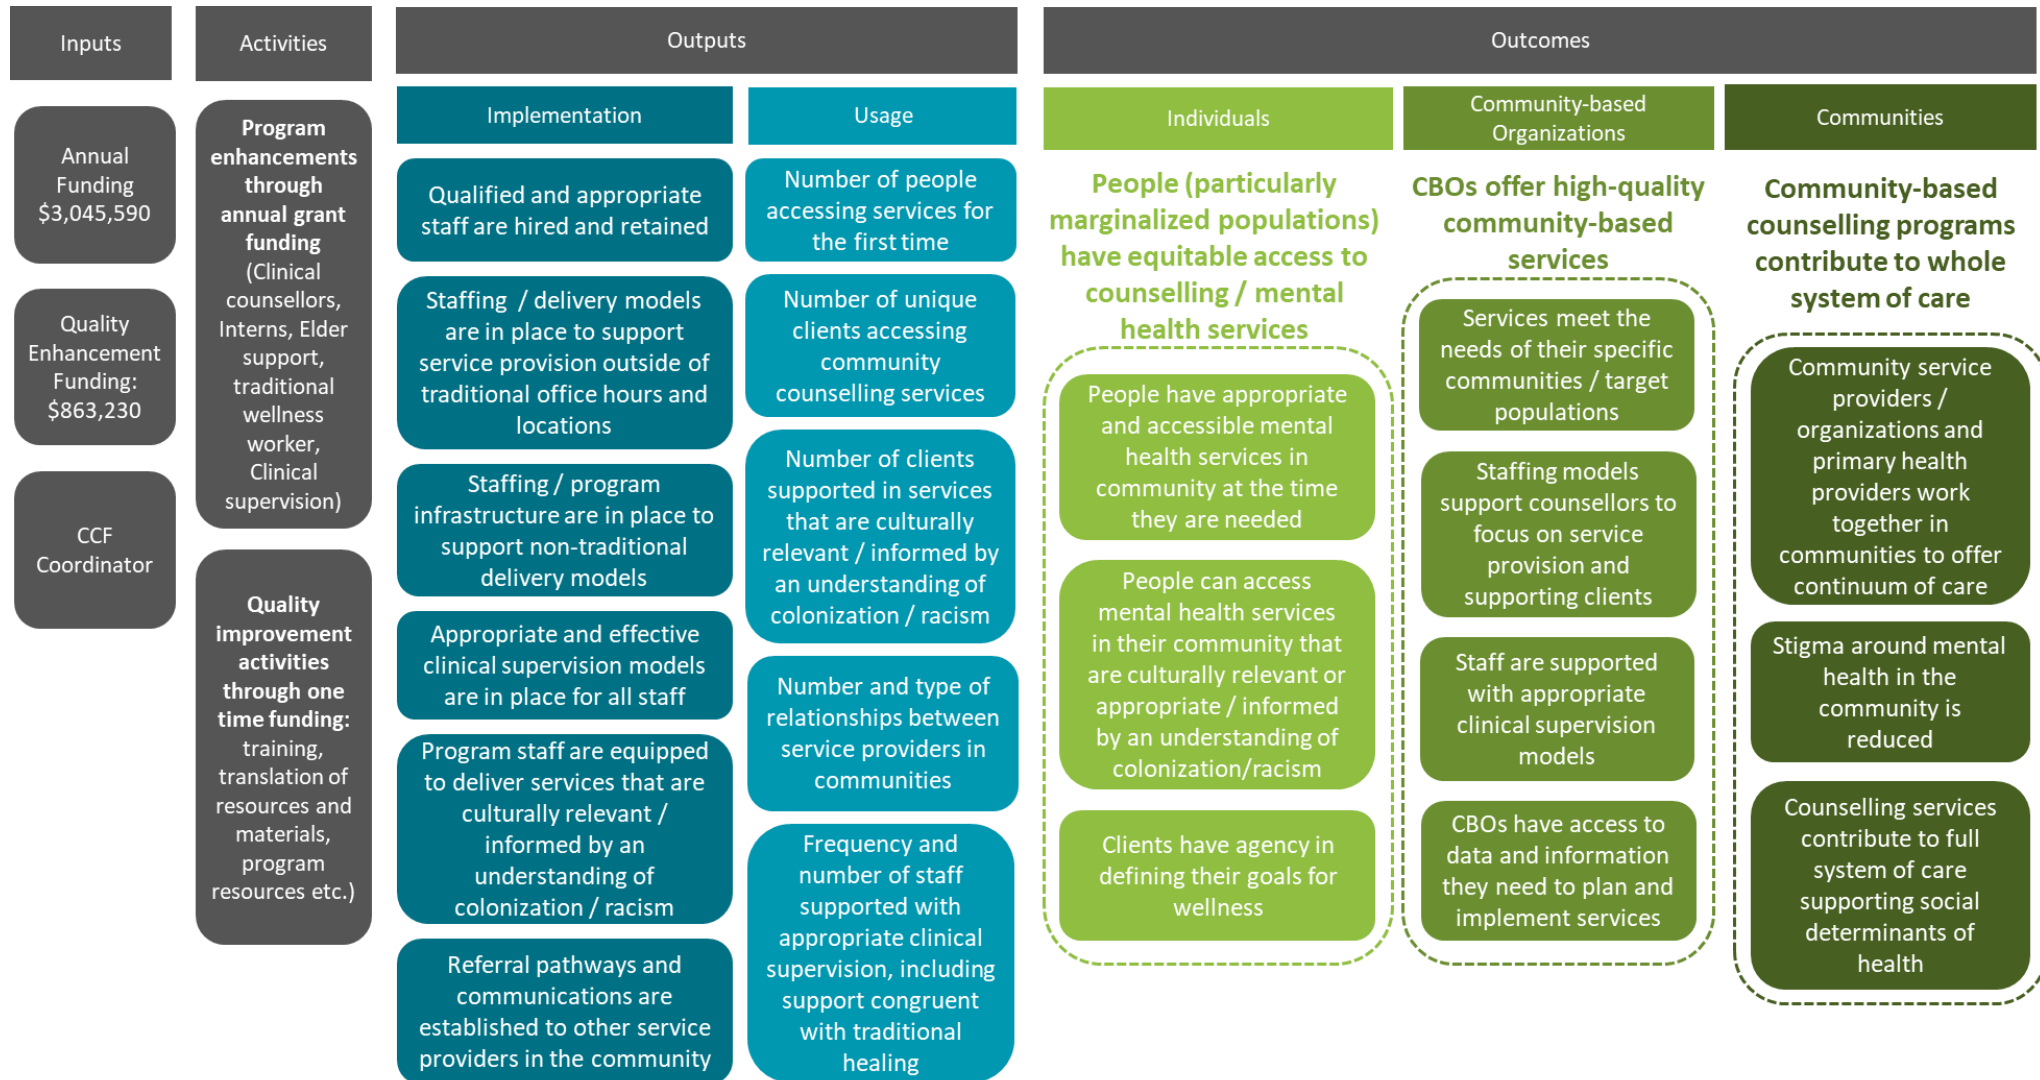 Inputs
Activities
Outputs
Outcomes
Implementation
Usage
Individuals
Community-based
Organizations
Communities
Annual
Funding
$3,045,590
Quality
Enhancement
Funding:
$863,230
CCF
Coordinator
Program
enhancements
through
annual grant
funding
(Clinical
counsellors,
Interns, Elder
support,
traditional
wellness
worker,
Clinical
supervision)
Quality
improvement
activities
through one
time funding:
training,
translation of
resources and
materials,
program
resources etc.)
Qualified and appropriate
staff are hired and retained
Staffing / delivery models
are in place to support
service provision outside of
traditional office hours and
locations
Staffing / program
infrastructure are in place to
support non-traditional
delivery models
Appropriate and effective
clinical supervision models
are in place for all staff
Program staff are equipped
to deliver services that are
culturally relevant /
informed by an
understanding of
colonization / racism
Referral pathways and
communications are
established to other service
providers in the community
Number of people
accessing services for
the first time
Number of unique
clients accessing
community
counselling services
Number of clients
supported in services
that are culturally
relevant / informed by
an understanding of
colonization / racism
Number and type of
relationships between
service providers in
communities
Frequency and
number of staff
supported with
appropriate clinical
supervision, including
support congruent
with traditional
healing
People (particularly
marginalized populations)
have equitable access to
counselling / mental
health services
People have appropriate
and accessible mental
health services in
community at the time
they are needed
People can access
mental health services
in their community that
are culturally relevant or
appropriate / informed
by an understanding of
colonization/racism
Clients have agency in
defining their goals for
wellness
CBOs offer high-quality
community-based
services
Services meet the
needs of their specific
communities / target
populations
Staffing models
support counsellors to
focus on service
provision and
supporting clients
Staff are supported
with appropriate
clinical supervision
models
CBOs have access to
data and information
they need to plan and
implement services
Community-based
counselling programs
contribute to whole
system of care
Community service
providers /
organizations and
primary health
providers work
together in
communities to offer
continuum of care
Stigma around mental
health in the
community is
reduced
Counselling services
contribute to full
system of care
supporting social
determinants of
health